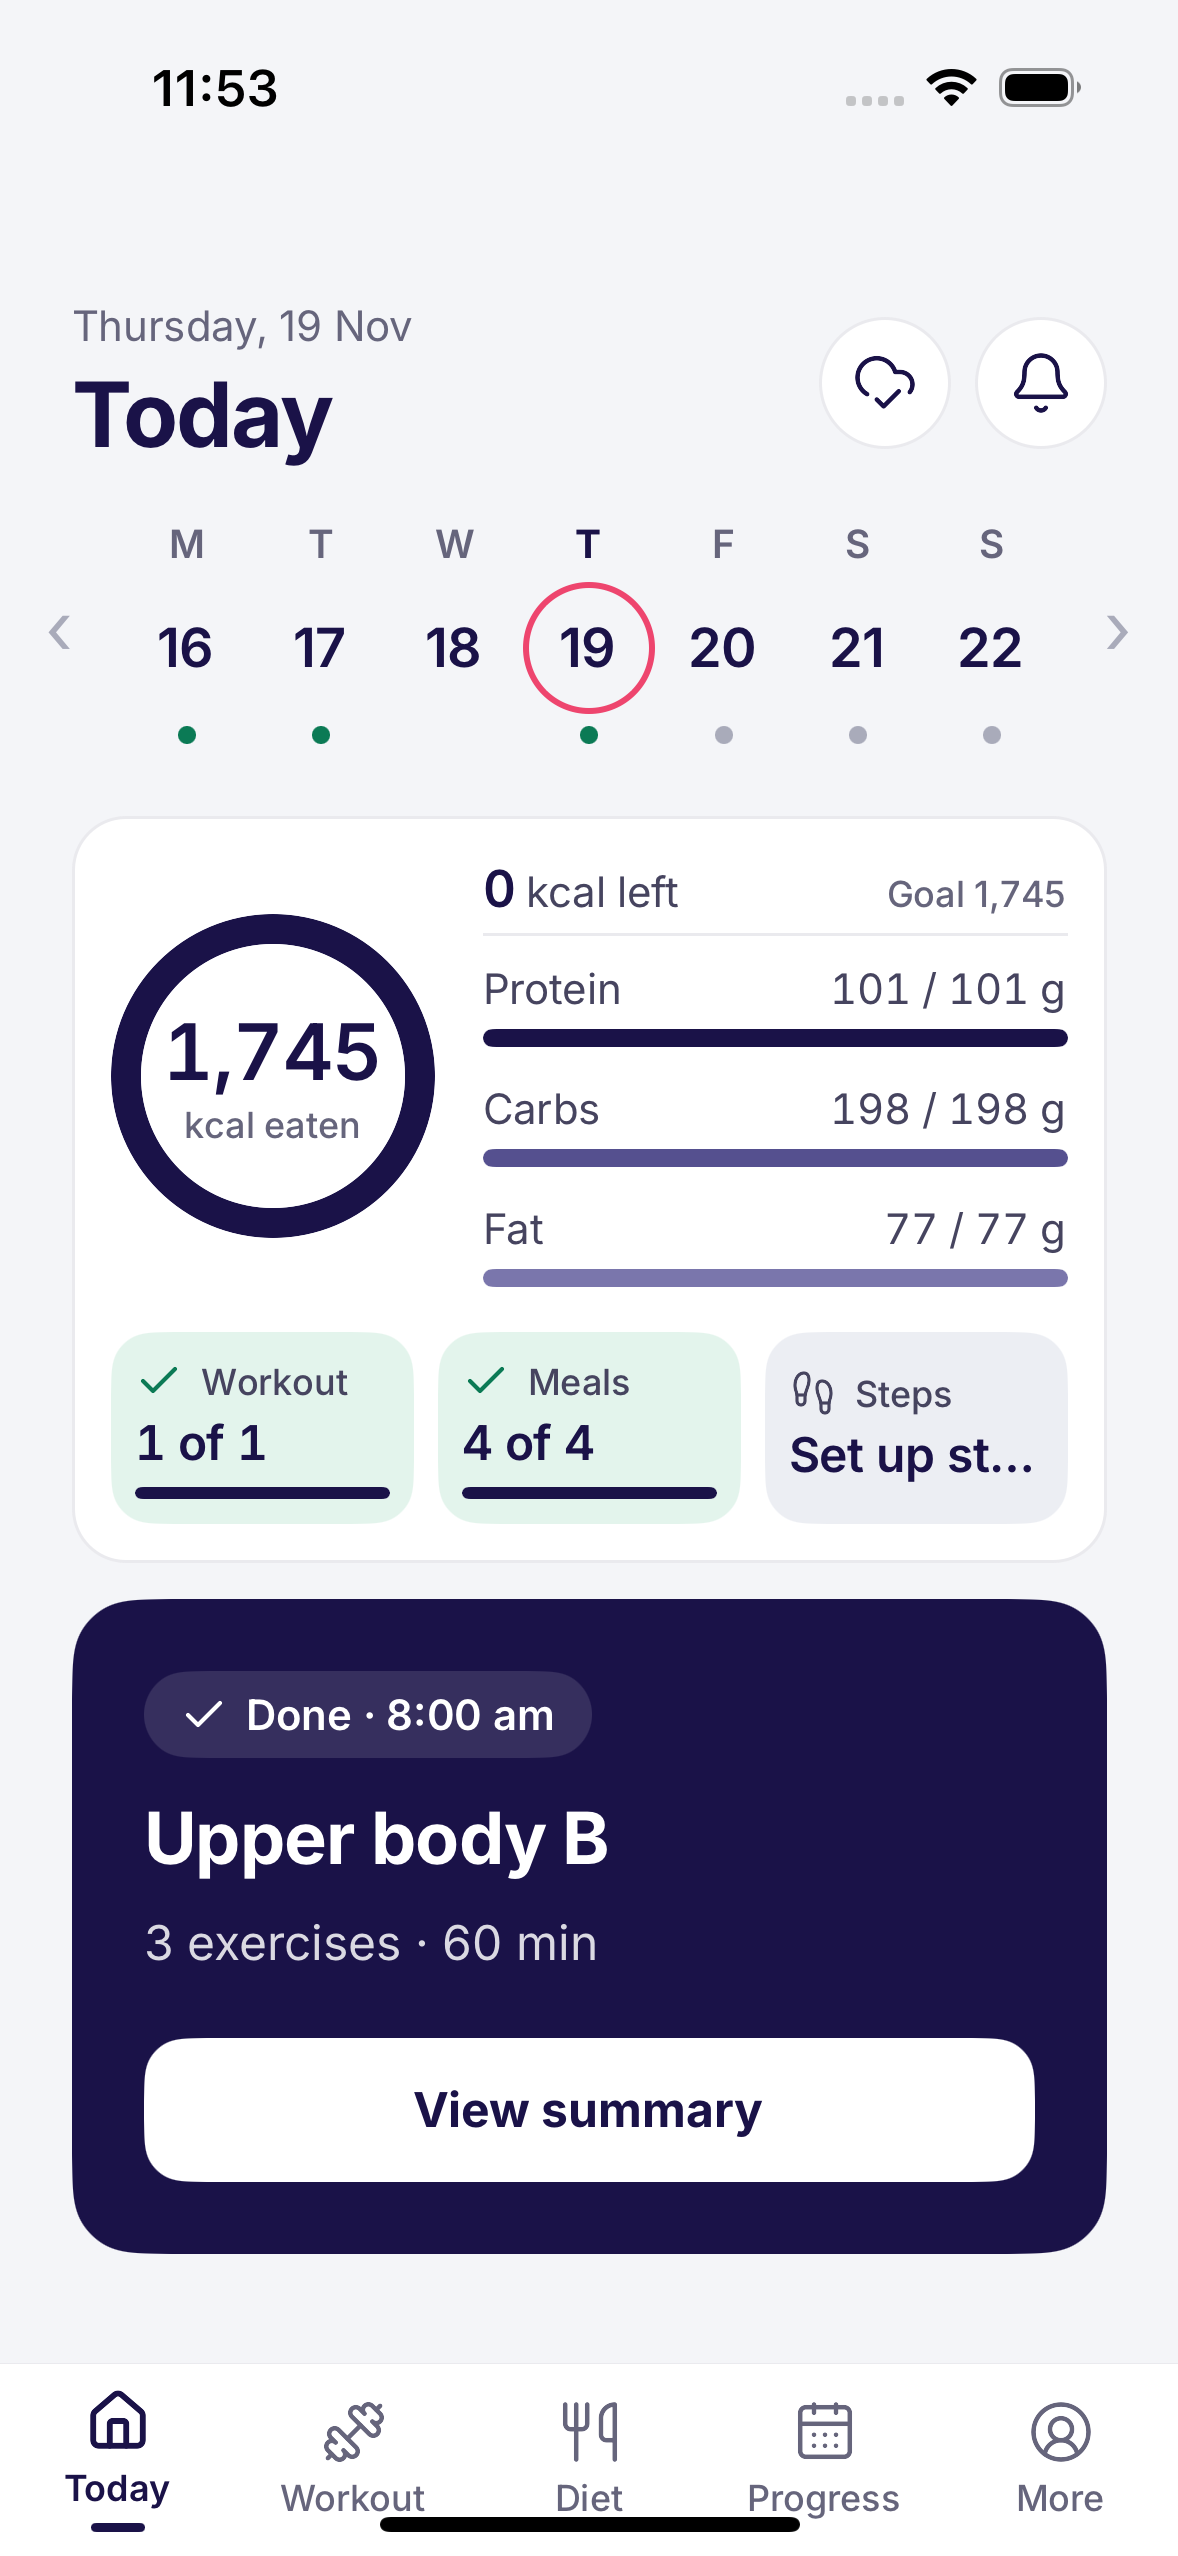 11:53
Thursday, 19 Nov
Today
M T W T F S S
16 17 18 19 20 21 22
0 kcal left Goal 1,745
1,745
kcal eaten
Protein 101 / 101 g
Carbs 198 / 198 g
Fat 77 / 77 g
Workout
1 of 1
Meals
4 of 4
Steps
Set up st...
Done · 8:00 am
Upper body B
3 exercises · 60 min
View summary
Today Workout Diet Progress More